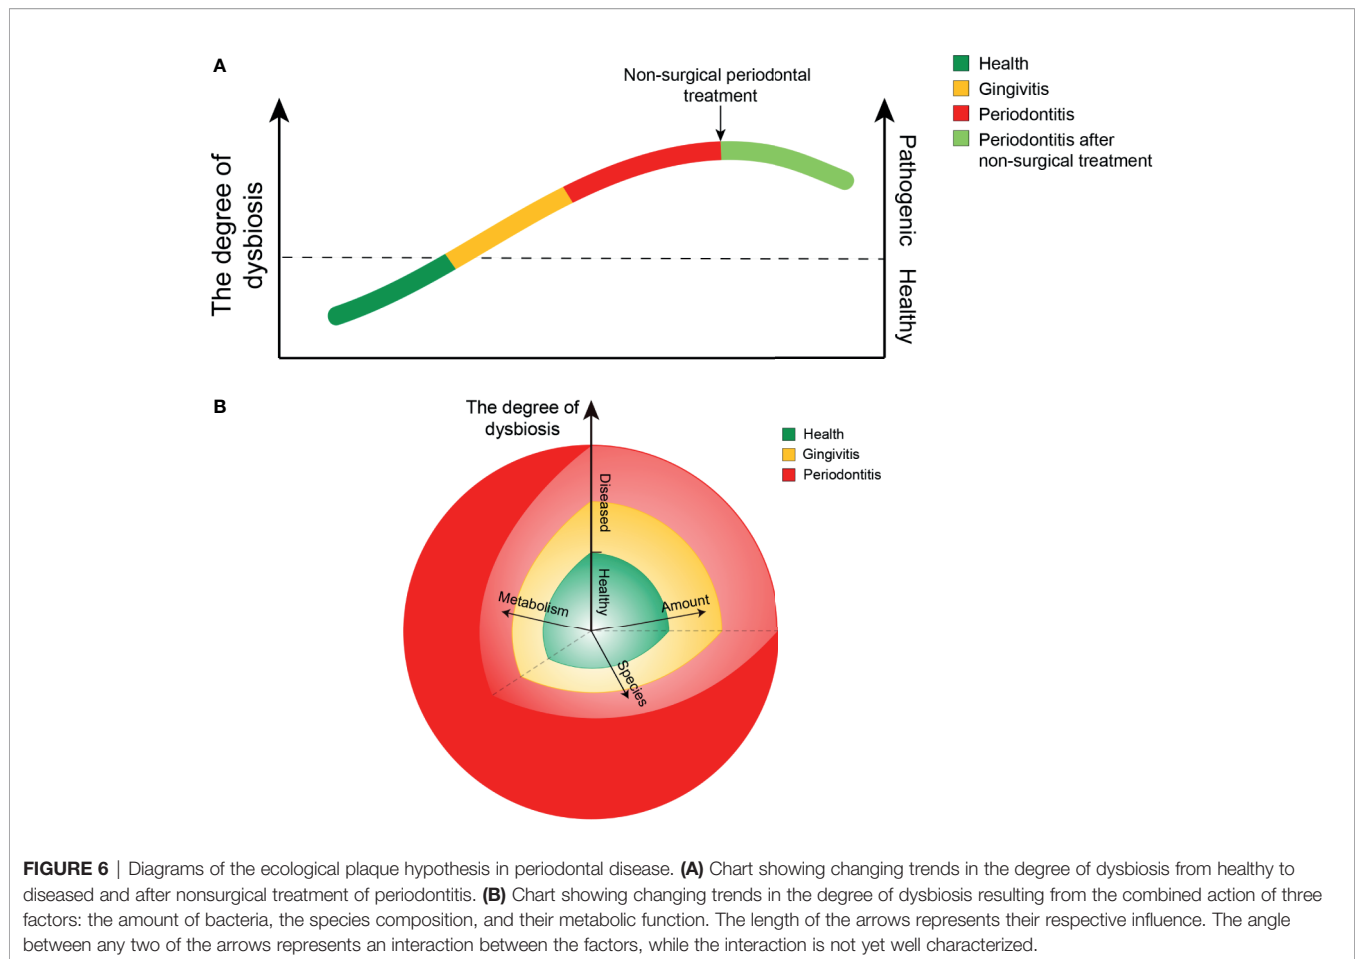 A
Non-surgical periodontal
treatment
The degree of
dysbiosis
Pathogenic
Healthy
Health
Gingivitis
Periodontitis
Periodontitis after
non-surgical treatment
B
The degree of
dysbiosis
Diseased
Healthy
Metabolism
Amount
Species
Health
Gingivitis
Periodontitis
FIGURE 6 | Diagrams of the ecological plaque hypothesis in periodontal disease. (A) Chart showing changing trends in the degree of dysbiosis from healthy to
diseased and after nonsurgical treatment of periodontitis. (B) Chart showing changing trends in the degree of dysbiosis resulting from the combined action of three
factors: the amount of bacteria, the species composition, and their metabolic function. The length of the arrows represents their respective influence. The angle
between any two of the arrows represents an interaction between the factors, while the interaction is not yet well characterized.